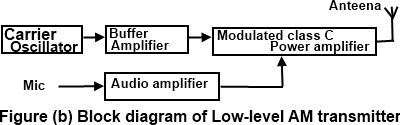 Anteena
Carrier
Oscillator
Buffer
Amplifier
Modulated class C
Power amplifier
Mic
Audio amplifier
Figure (b) Block diagram of Low-level AM transmitter